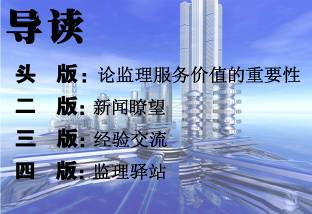 导读
头 版：论监理服务价值的重要性
二 版：新闻瞭望
三 版：经验交流
四 版：监理驿站